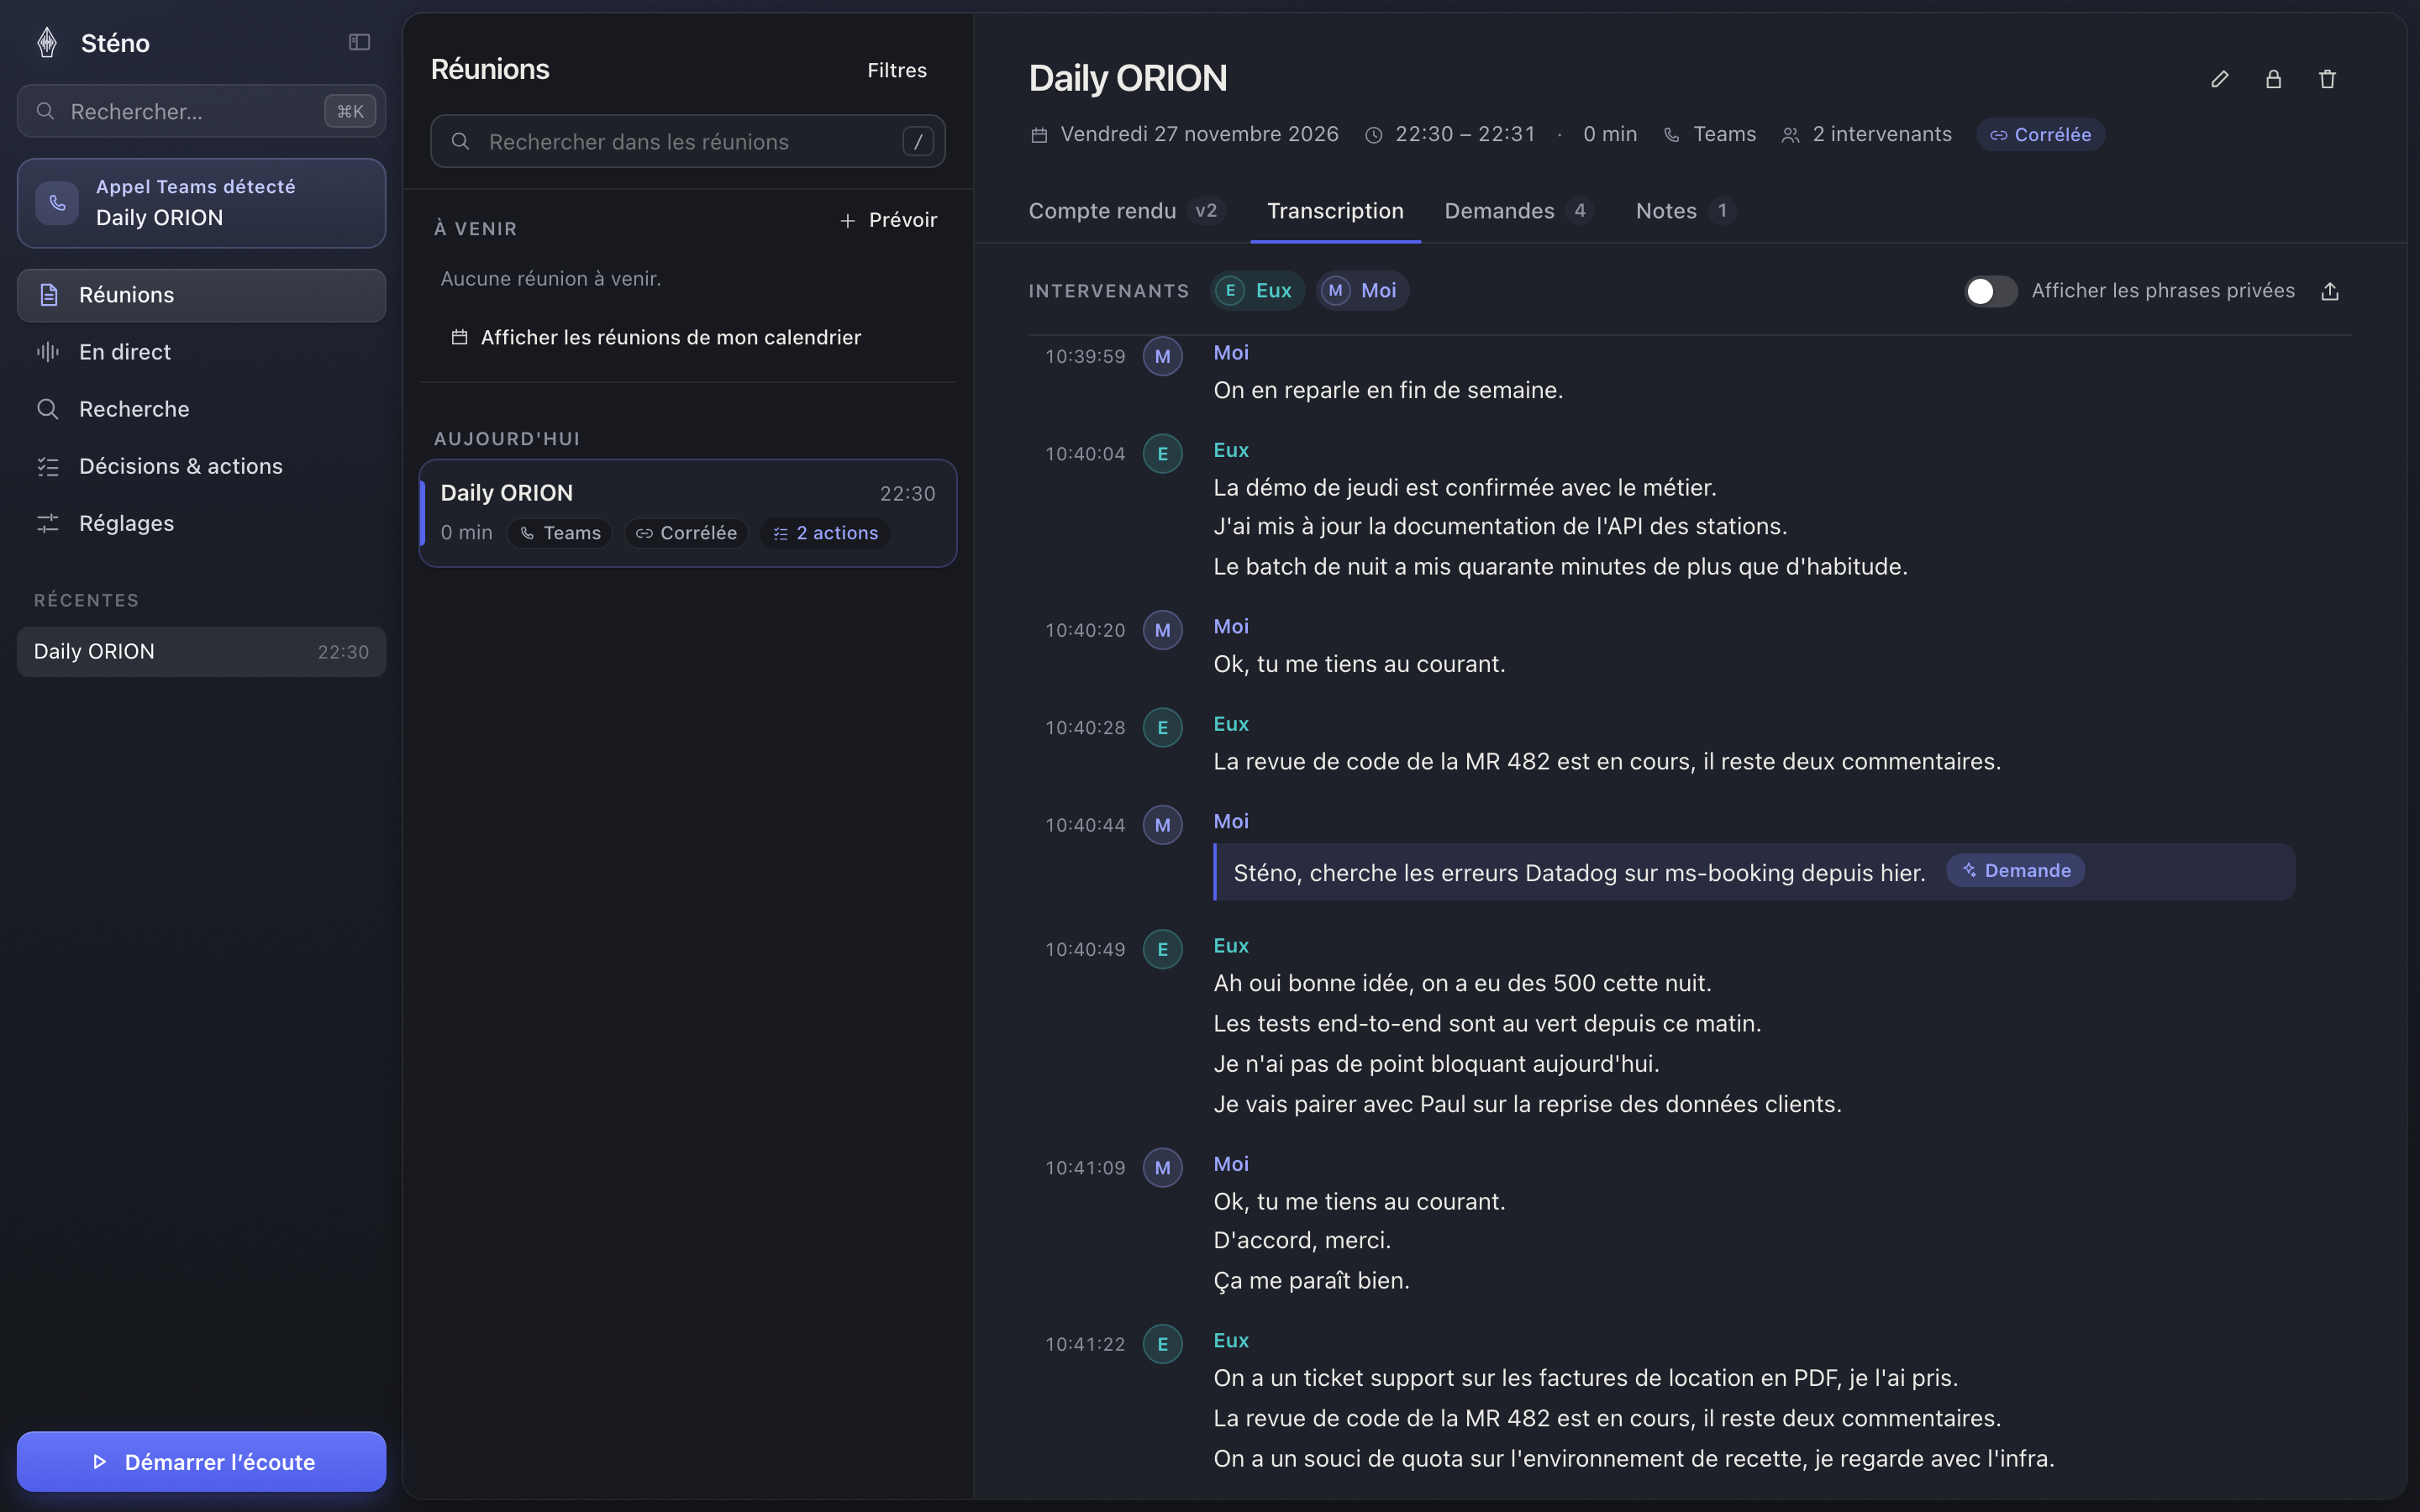 Sténo
Rechercher...
⌘K
Appel Teams détecté
Daily ORION
Réunions
En direct
Recherche
Décisions & actions
Réglages
RÉCENTES
Daily ORION 22:30
Démarrer l’écoute
Réunions
Filtres
Rechercher dans les réunions /
À VENIR
+ Prévoir
Aucune réunion à venir.
Afficher les réunions de mon calendrier
AUJOURD'HUI
Daily ORION 22:30
0 min Teams Corrélée 2 actions
Daily ORION
Vendredi 27 novembre 2026 22:30 – 22:31 · 0 min Teams 2 intervenants Corrélée
Compte rendu v2 Transcription Demandes 4 Notes 1
INTERVENANTS E Eux M Moi Afficher les phrases privées
10:39:59 M Moi
On en reparle en fin de semaine.
10:40:04 E Eux
La démo de jeudi est confirmée avec le métier.
J'ai mis à jour la documentation de l'API des stations.
Le batch de nuit a mis quarante minutes de plus que d'habitude.
10:40:20 M Moi
Ok, tu me tiens au courant.
10:40:28 E Eux
La revue de code de la MR 482 est en cours, il reste deux commentaires.
10:40:44 M Moi
Sténo, cherche les erreurs Datadog sur ms-booking depuis hier. Demande
10:40:49 E Eux
Ah oui bonne idée, on a eu des 500 cette nuit.
Les tests end-to-end sont au vert depuis ce matin.
Je n'ai pas de point bloquant aujourd'hui.
Je vais pairer avec Paul sur la reprise des données clients.
10:41:09 M Moi
Ok, tu me tiens au courant.
D'accord, merci.
Ça me paraît bien.
10:41:22 E Eux
On a un ticket support sur les factures de location en PDF, je l'ai pris.
La revue de code de la MR 482 est en cours, il reste deux commentaires.
On a un souci de quota sur l'environnement de recette, je regarde avec l'infra.